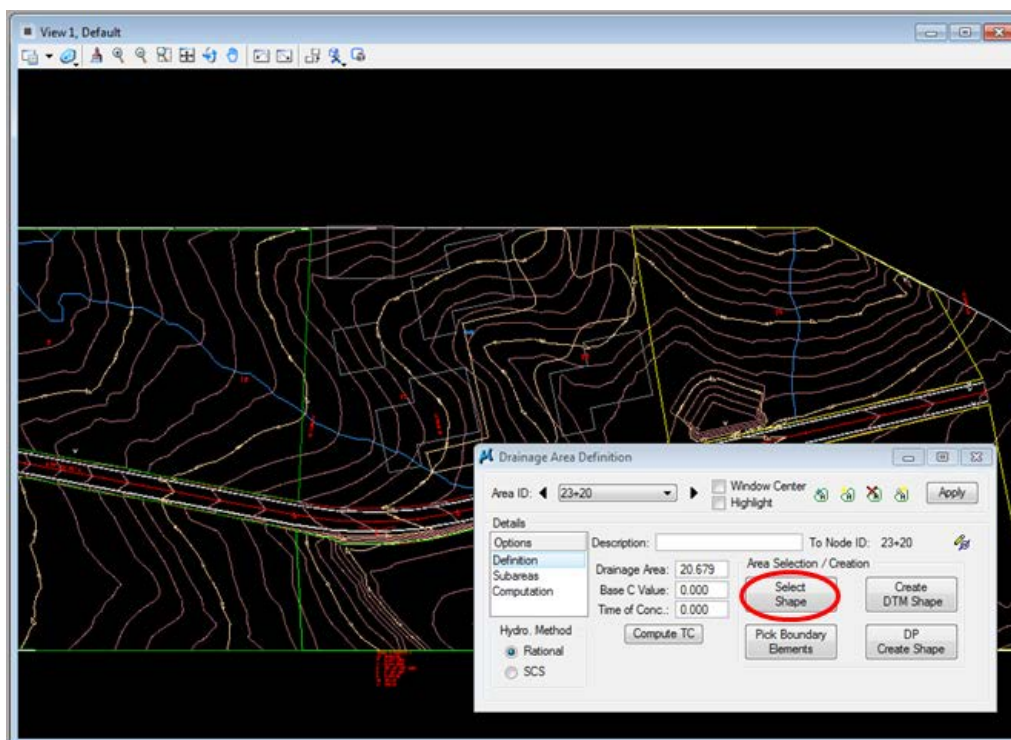 View 1, Default
Drainage Area Definition
Area ID: 23+20
Window Center
Highlight
Apply
Details
Options
Definition
Subareas
Computation
Description:
To Node ID: 23+20
Drainage Area: 20.679
Base C Value: 0.000
Time of Conc.: 0.000
Compute TC
Area Selection / Creation
Select
Shape
Create
DTM Shape
Pick Boundary
Elements
DP
Create Shape
Hydro. Method
Rational
SCS